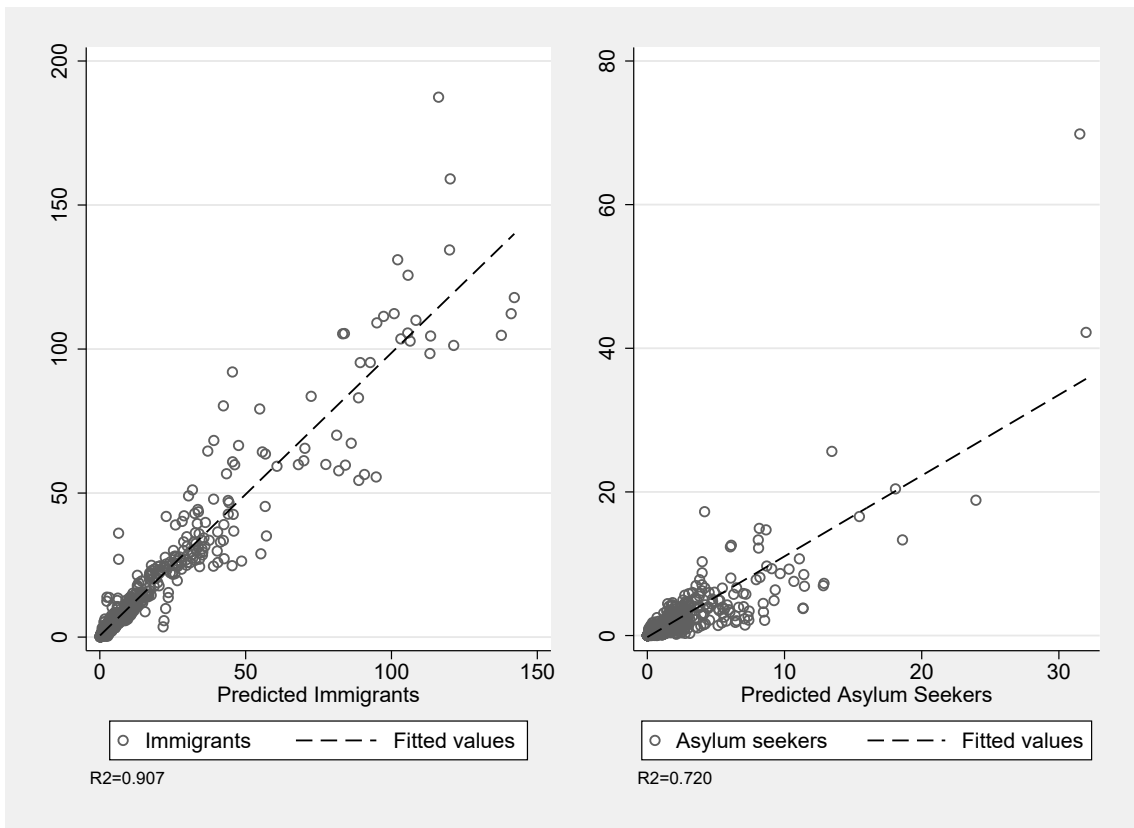 200
150
100
50
0
0 50 100 150
Predicted Immigrants
Immigrants Fitted values
R2=0.907
80
60
40
20
0
0 10 20 30
Predicted Asylum Seekers
Asylum seekers Fitted values
R2=0.720